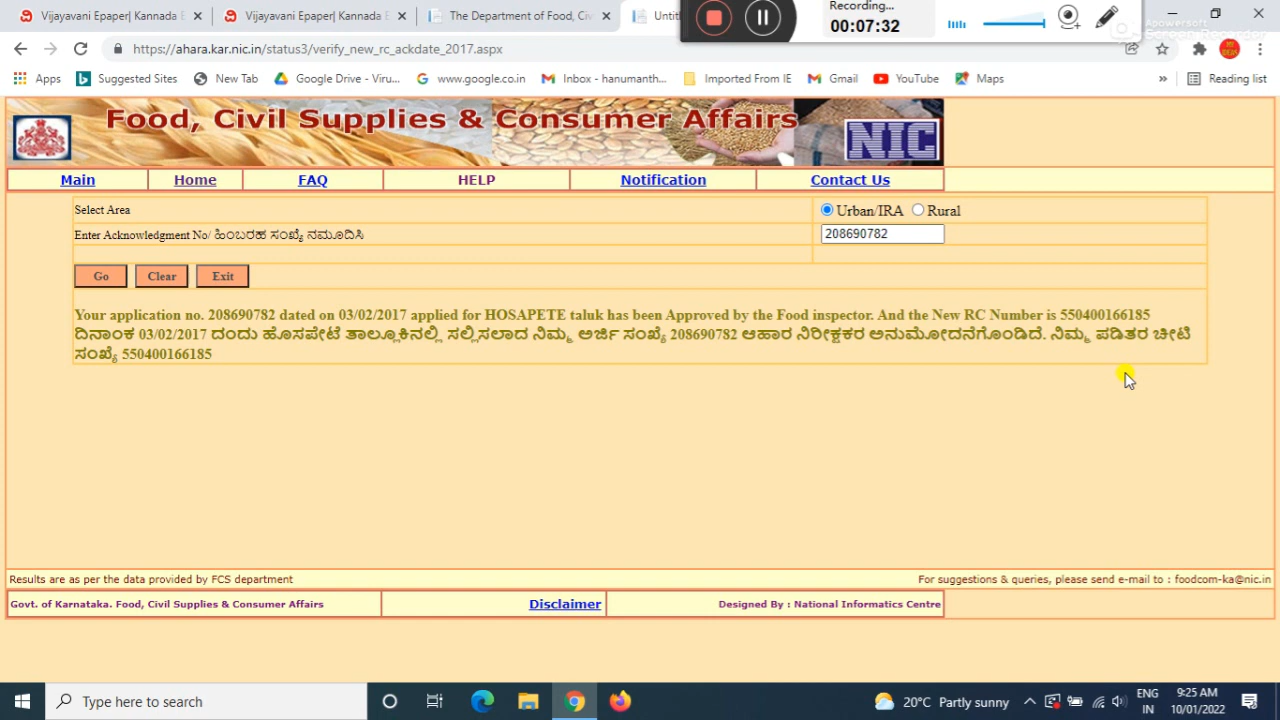 Vijayavani Epaper| Kannada
Vijayavani Epaper| Kannada E
The Department of Food, Civ
Untit
Recording...
00:07:32
Apowersoft
Screen Recorder
https://ahara.kar.nic.in/status3/verify_new_rc_ackdate_2017.aspx
Apps
Suggested Sites
New Tab
Google Drive - Viru...
www.google.co.in
Inbox - hanumanth...
Imported From IE
Gmail
YouTube
Maps
»
Reading list
Food, Civil Supplies & Consumer Affairs
NIC
Main
Home
FAQ
HELP
Notification
Contact Us
Select Area
Urban/IRA
Rural
Enter Acknowledgment No/ ಹಿಂಬರಹ ಸಂಖ್ಯೆ ನಮೂದಿಸಿ
208690782
Go
Clear
Exit
Your application no. 208690782 dated on 03/02/2017 applied for HOSAPETE taluk has been Approved by the Food inspector. And the New RC Number is 550400166185
ದಿನಾಂಕ 03/02/2017 ದಂದು ಹೊಸಪೇಟೆ ತಾಲ್ಲೂಕಿನಲ್ಲಿ ಸಲ್ಲಿಸಲಾದ ನಿಮ್ಮ ಅರ್ಜಿ ಸಂಖ್ಯೆ 208690782 ಆಹಾರ ನಿರೀಕ್ಷಕರ ಅನುಮೋದನೆಗೊಂಡಿದೆ. ನಿಮ್ಮ ಪಡಿತರ ಚೀಟಿ
ಸಂಖ್ಯೆ 550400166185
Results are as per the data provided by FCS department
For suggestions & queries, please send e-mail to : foodcom-ka@nic.in
Govt. of Karnataka. Food, Civil Supplies & Consumer Affairs
Disclaimer
Designed By : National Informatics Centre
Type here to search
20°C Partly sunny
ENG
IN
9:25 AM
10/01/2022